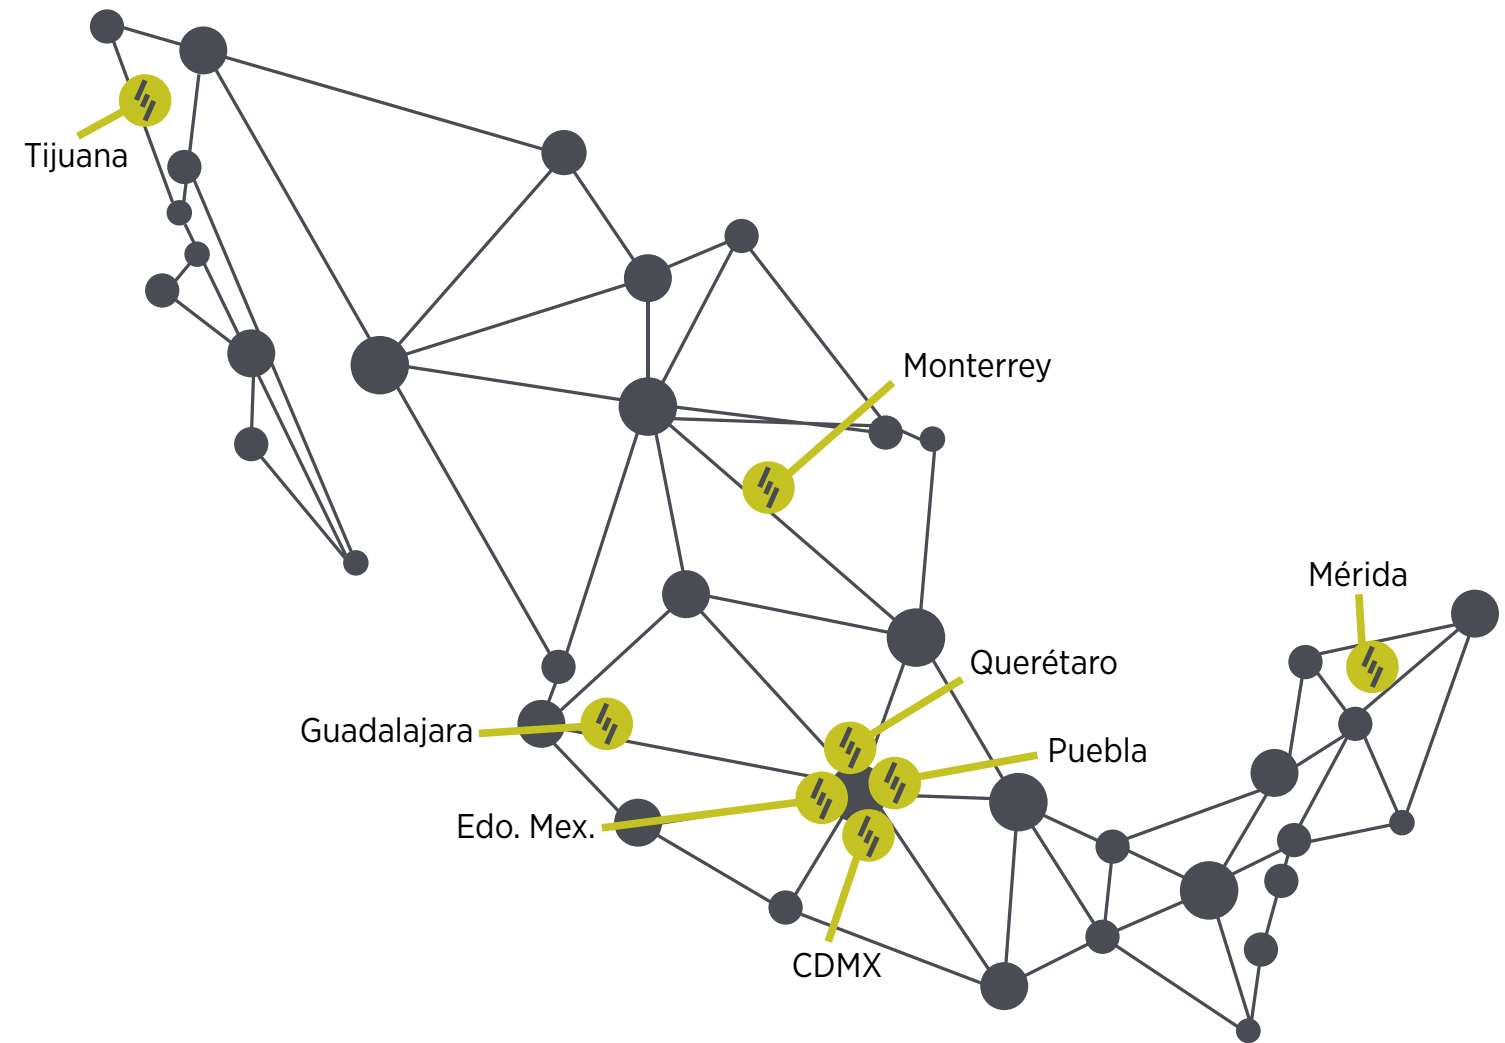 Tijuana
Monterrey
Mérida
Querétaro
Guadalajara
Puebla
Edo. Mex.
CDMX